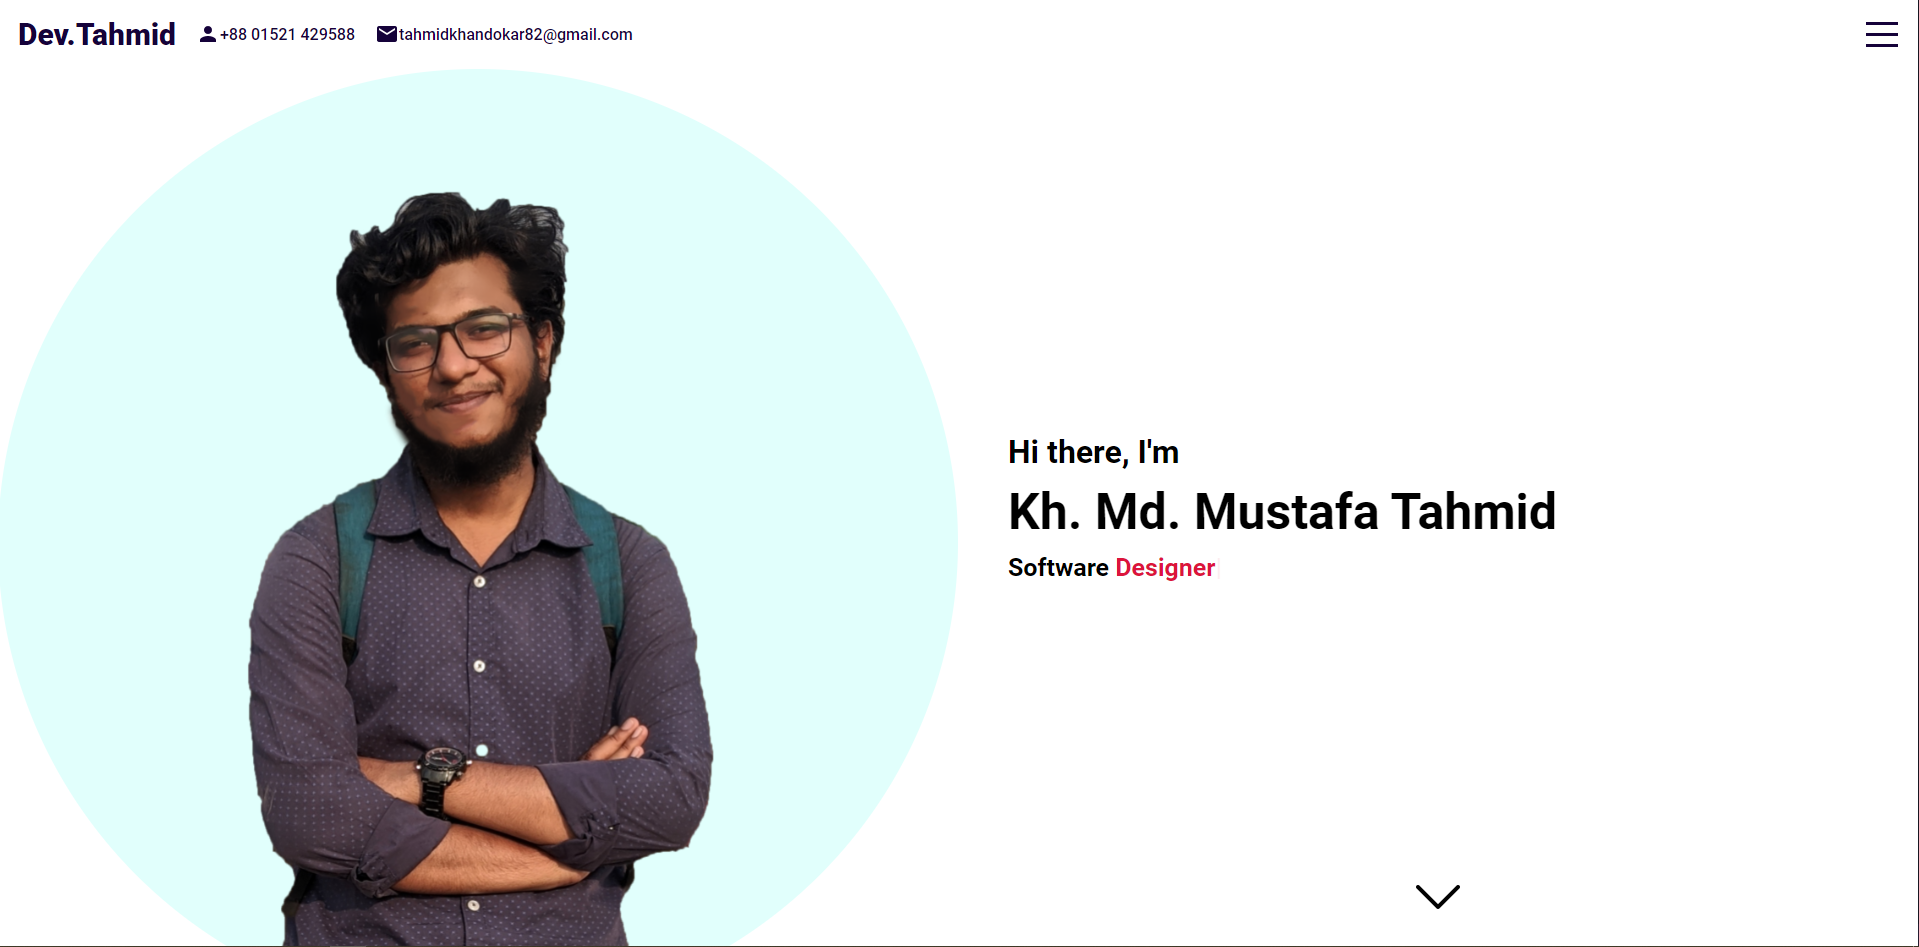 Dev.Tahmid +88 01521 429588 tahmidkhandokar82@gmail.com
Hi there, I'm
Kh. Md. Mustafa Tahmid
Software Designer